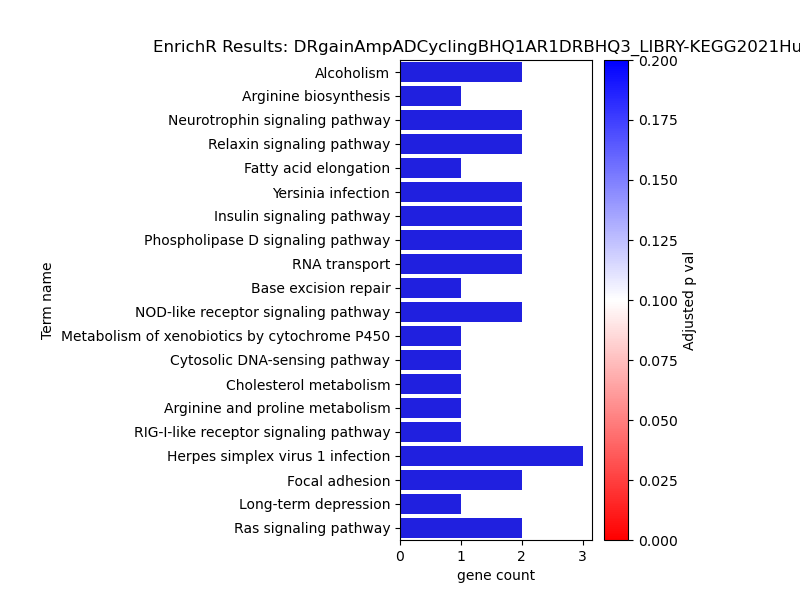 EnrichR Results: DRgainAmpADCyclingBHQ1AR1DRBHQ3_LIBRY-KEGG2021Hu
Alcoholism
Arginine biosynthesis
Neurotrophin signaling pathway
Relaxin signaling pathway
Fatty acid elongation
Yersinia infection
Insulin signaling pathway
Phospholipase D signaling pathway
RNA transport
Base excision repair
NOD-like receptor signaling pathway
Metabolism of xenobiotics by cytochrome P450
Cytosolic DNA-sensing pathway
Cholesterol metabolism
Arginine and proline metabolism
RIG-I-like receptor signaling pathway
Herpes simplex virus 1 infection
Focal adhesion
Long-term depression
Ras signaling pathway
Term name
0 1 2 3
gene count
0.200
0.175
0.150
0.125
0.100
0.075
0.050
0.025
0.000
Adjusted p val